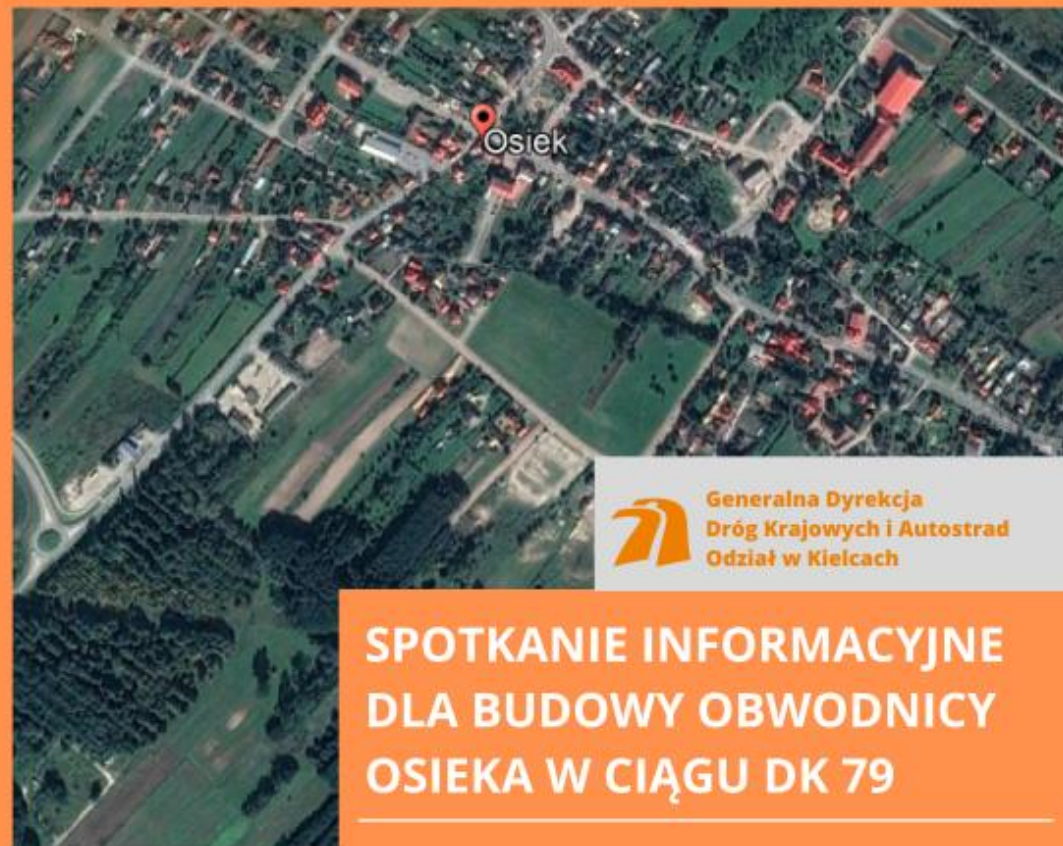 Osiek
Generalna Dyrekcja
Dróg Krajowych i Autostrad
Odział w Kielcach
SPOTKANIE INFORMACYJNE
DLA BUDOWY OBWODNICY
OSIEKA W CIĄGU DK 79